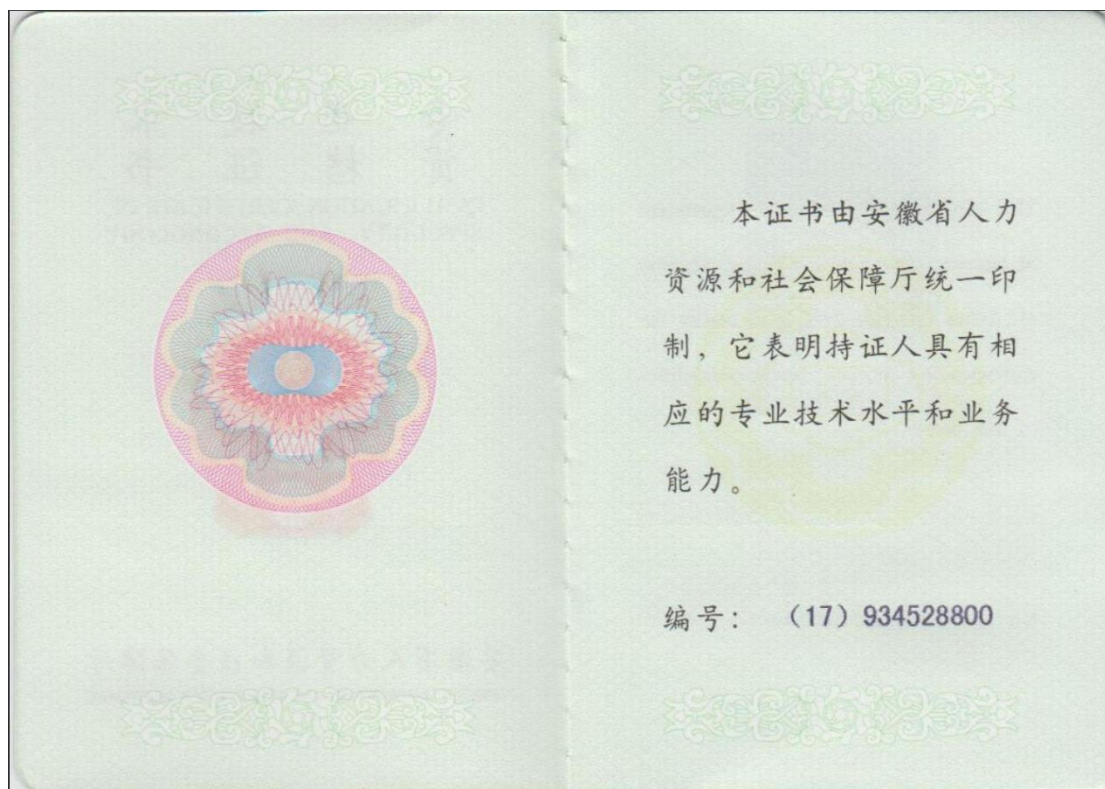 本证书由安徽省人力
资源和社会保障厅统一印
制，它表明持证人具有相
应的专业技术水平和业务
能力。
编号： （17）934528800